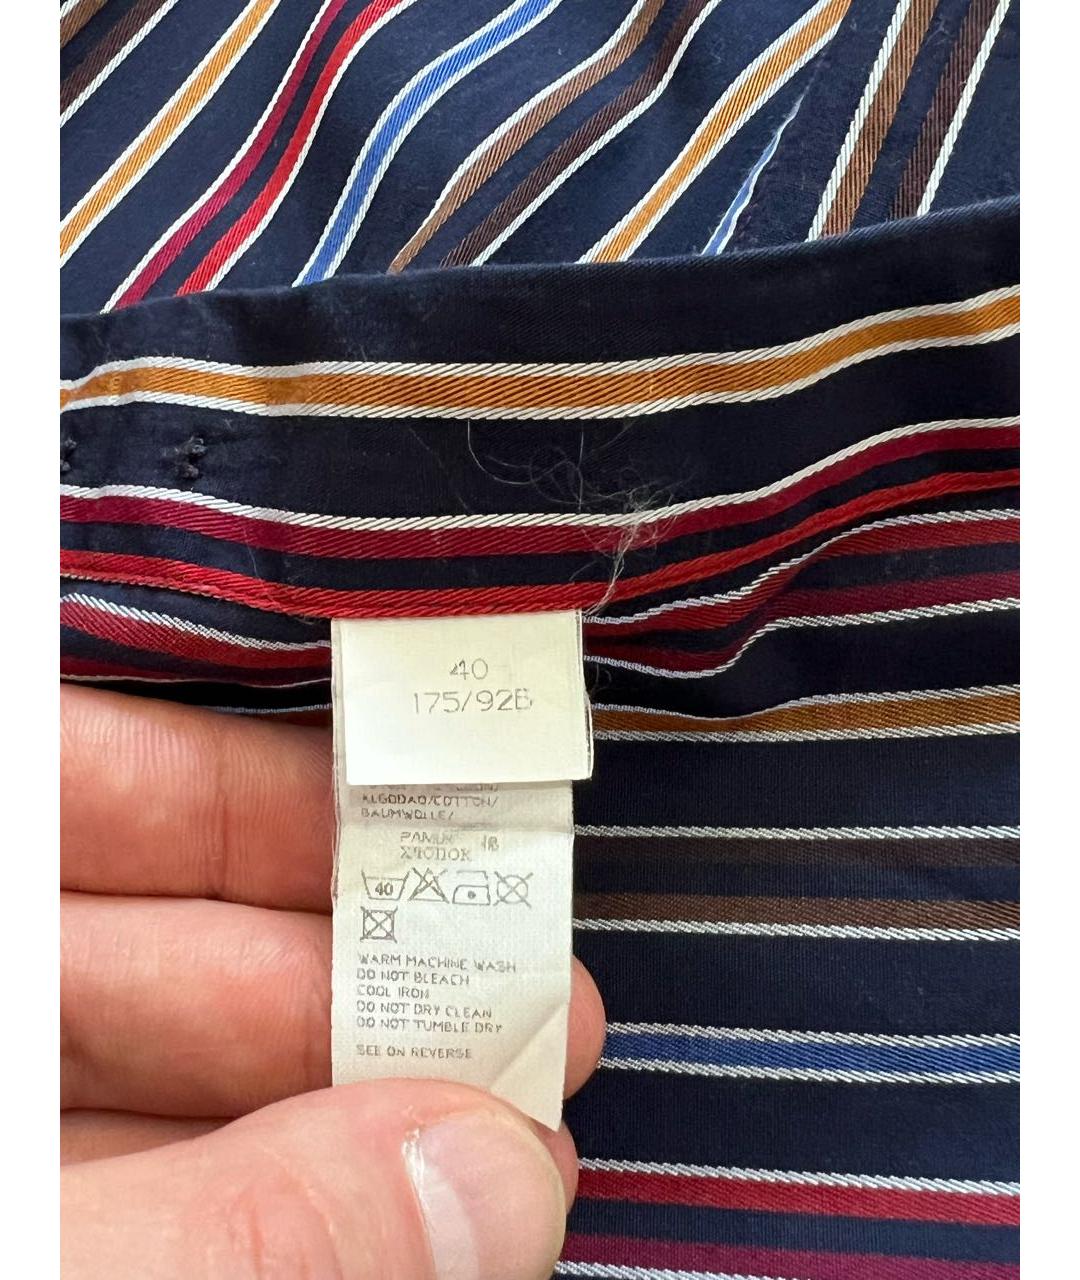 40
175/92B
ALGODAO/COTTON/
BAUMWOLLE/
40
WARM MACHINE WASH
DO NOT BLEACH
COOL IRON
DO NOT DRY CLEAN
DO NOT TUMBLE DRY
SEE ON REVERSE